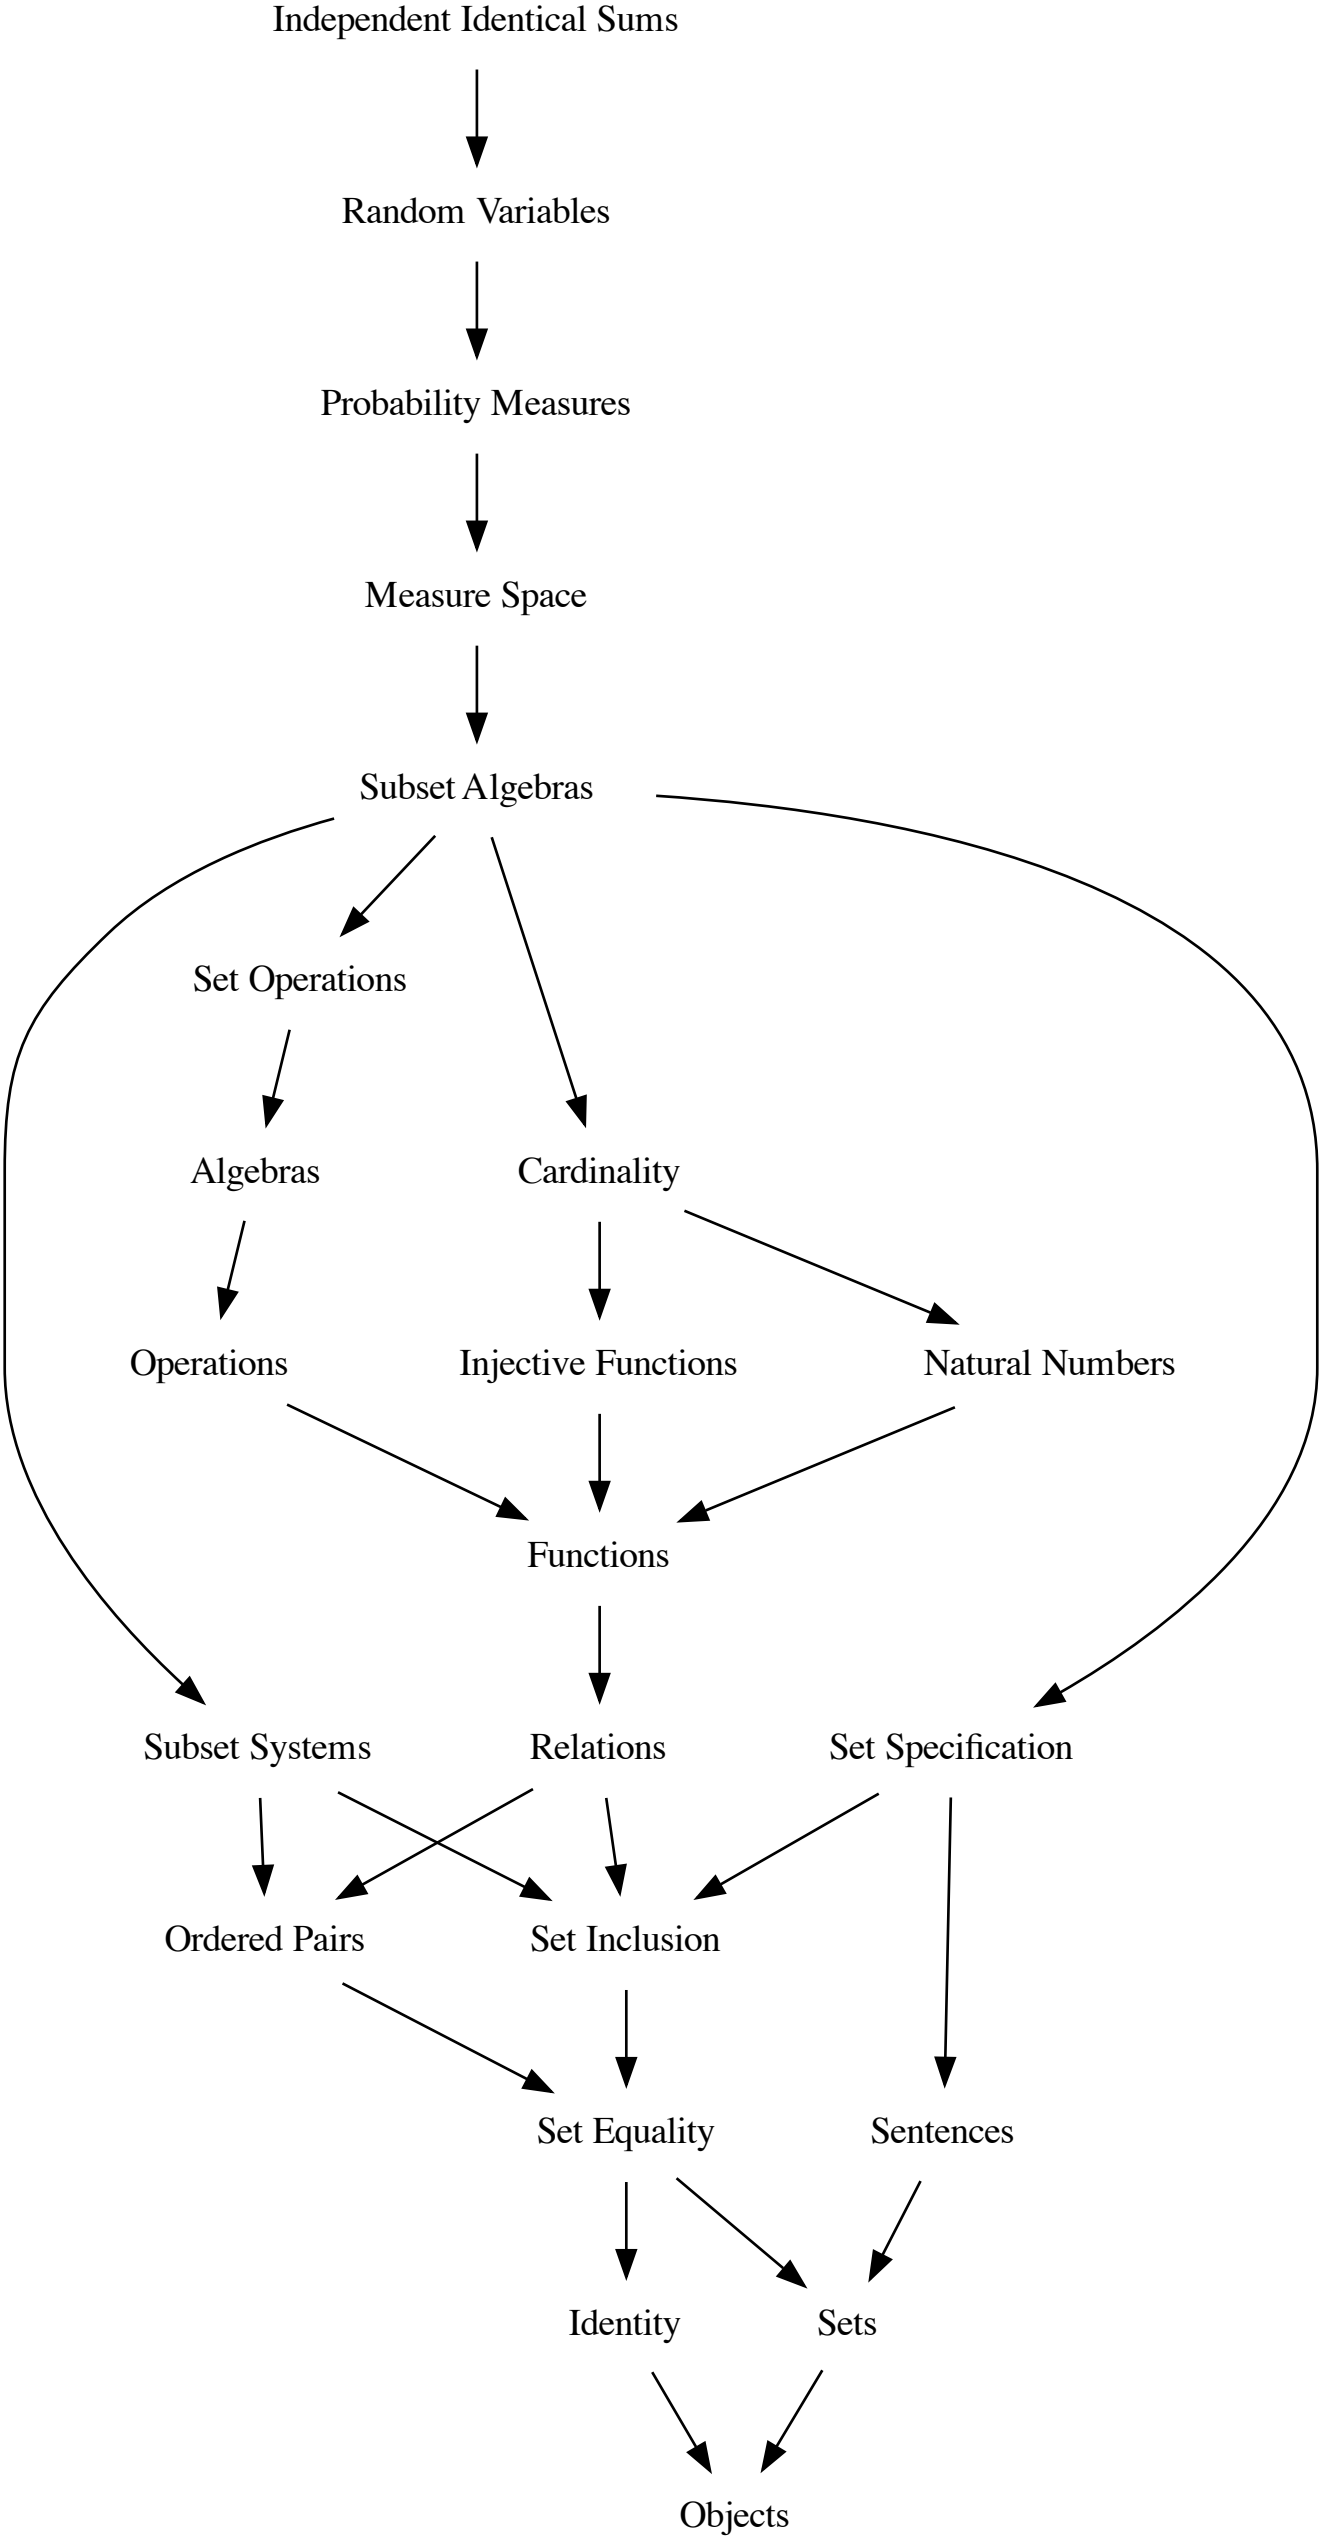 Independent Identical Sums
Random Variables
Probability Measures
Measure Space
Subset Algebras
Set Operations
Algebras
Cardinality
Operations
Injective Functions
Natural Numbers
Functions
Subset Systems
Relations
Set Specification
Ordered Pairs
Set Inclusion
Set Equality
Sentences
Identity
Sets
Objects